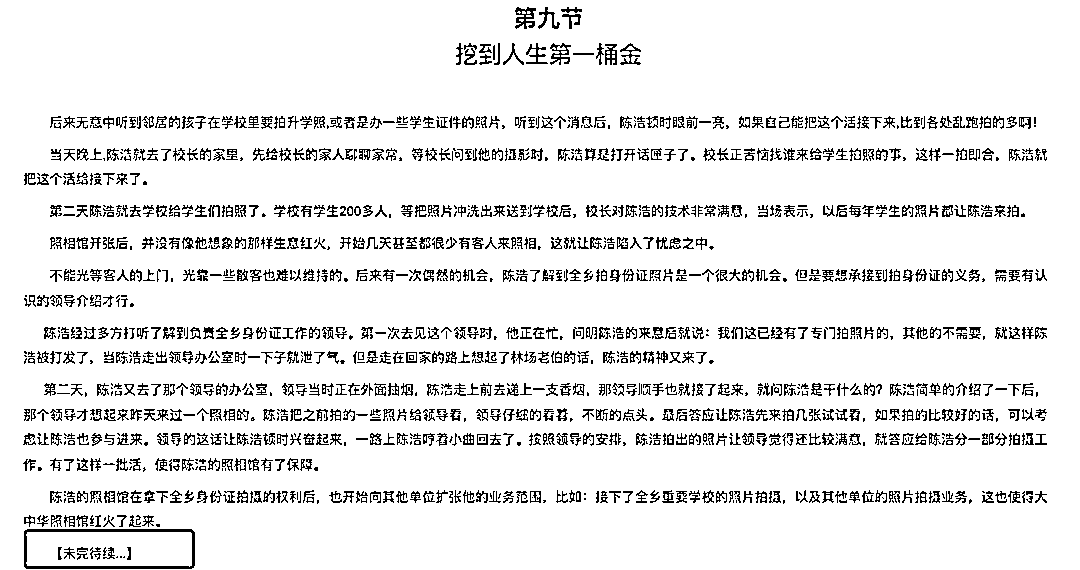 第九节
挖到人生第一桶金
后来无意中听到邻居的孩子在学校里要拍升学照,或者是办一些学生证件的照片，听到这个消息后，陈浩顿时眼前一亮，如果自己能把这个活接下来,比到各处乱跑拍的多啊!
当天晚上,陈浩就去了校长的家里，先给校长的家人聊聊家常，等校长问到他的摄影时，陈浩算是打开话匣子了。校长正苦恼找谁来给学生拍照的事，这样一拍即合，陈浩就
把这个活给接下来了。
第二天陈浩就去学校给学生们拍照了。学校有学生200多人，等把照片冲洗出来送到学校后，校长对陈浩的技术非常满意，当场表示，以后每年学生的照片都让陈浩来拍。
照相馆开张后，并没有像他想象的那样生意红火，开始几天甚至都很少有客人来照相，这就让陈浩陷入了忧虑之中。
不能光等客人的上门，光靠一些散客也难以维持的。后来有一次偶然的机会，陈浩了解到全乡拍身份证照片是一个很大的机会。但是要想承接到拍身份证的义务，需要有认
识的领导介绍才行。
陈浩经过多方打听了解到负责全乡身份证工作的领导。第一次去见这个领导时，他正在忙，问明陈浩的来意后就说：我们这已经有了专门拍照片的，其他的不需要，就这样陈
浩被打发了，当陈浩走出领导办公室时一下子就泄了气。但是走在回家的路上想起了林场老伯的话，陈浩的精神又来了。
第二天，陈浩又去了那个领导的办公室，领导当时正在外面抽烟，陈浩走上前去递上一支香烟，那领导顺手也就接了起来，就问陈浩是干什么的？陈浩简单的介绍了一下后，
那个领导才想起来昨天来过一个照相的。陈浩把之前拍的一些照片给领导看，领导仔细的看着，不断的点头。最后答应让陈浩先来拍几张试试看，如果拍的比较好的话，可以考
虑让陈浩也参与进来。领导的这话让陈浩顿时兴奋起来，一路上陈浩哼着小曲回去了。按照领导的安排，陈浩拍出的照片让领导觉得还比较满意，就答应给陈浩分一部分拍摄工
作。有了这样一批活，使得陈浩的照相馆有了保障。
陈浩的照相馆在拿下全乡身份证拍摄的权利后，也开始向其他单位扩张他的业务范围，比如：接下了全乡重要学校的照片拍摄，以及其他单位的照片拍摄业务，这也使得大
中华照相馆红火了起来。
【未完待续...】